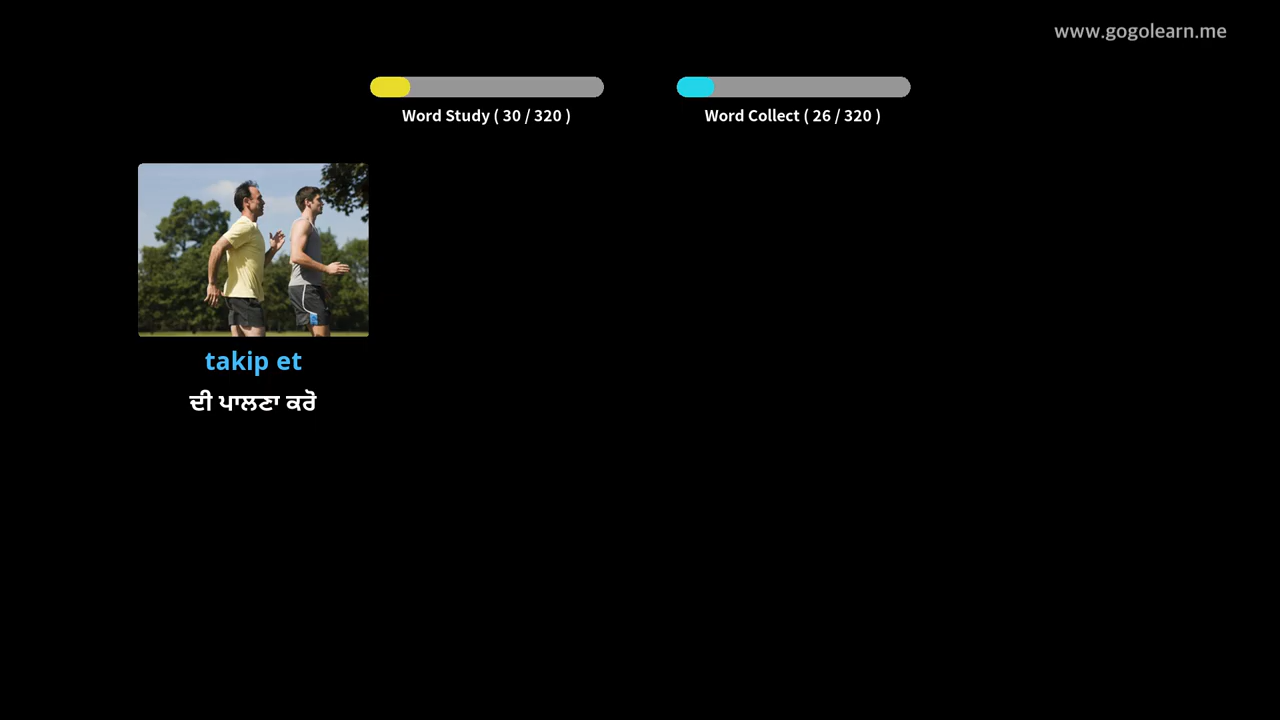 www.gogolearn.me
Word Study ( 30 / 320 )
Word Collect ( 26 / 320 )
takip et
ਦੀ ਪਾਲਣਾ ਕਰੋ